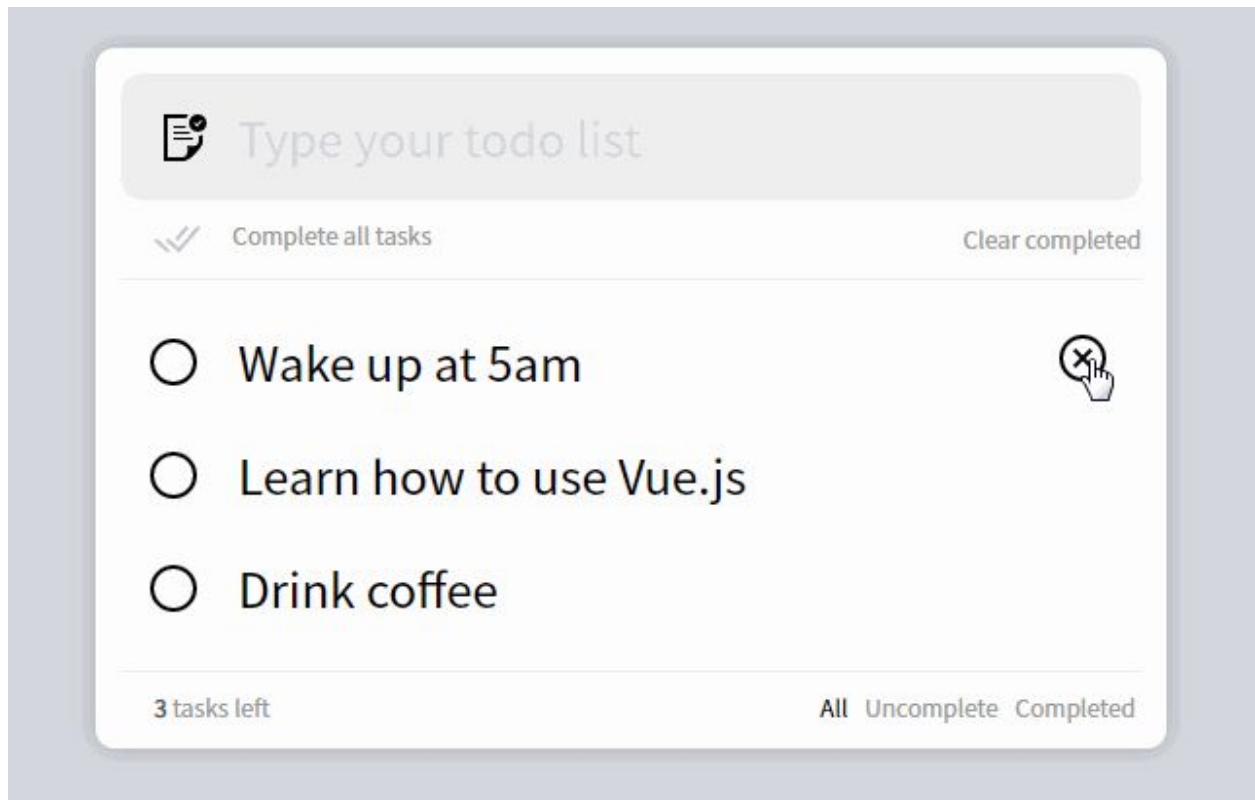 Type your todo list
Complete all tasks
Clear completed
Wake up at 5am
Learn how to use Vue.js
Drink coffee
3 tasks left
All Uncomplete Completed